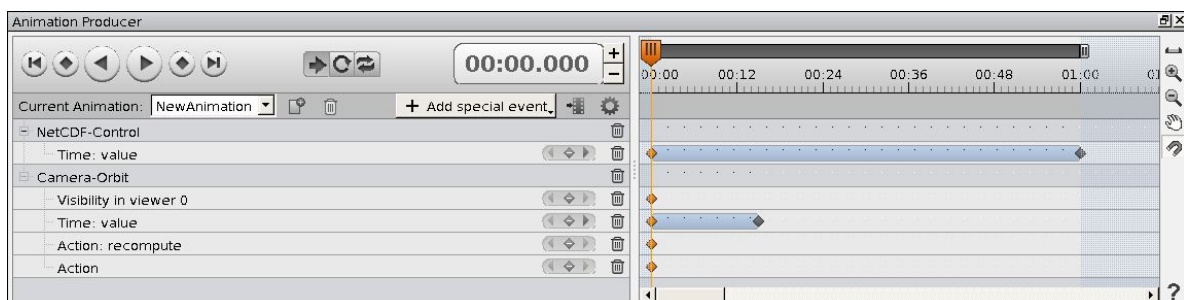 Animation Producer
00:00.000
+
−
00:00 00:12 00:24 00:36 00:48 01:00 01
Current Animation: NewAnimation + Add special event
NetCDF-Control
Time: value
Camera-Orbit
Visibility in viewer 0
Time: value
Action: recompute
Action
?